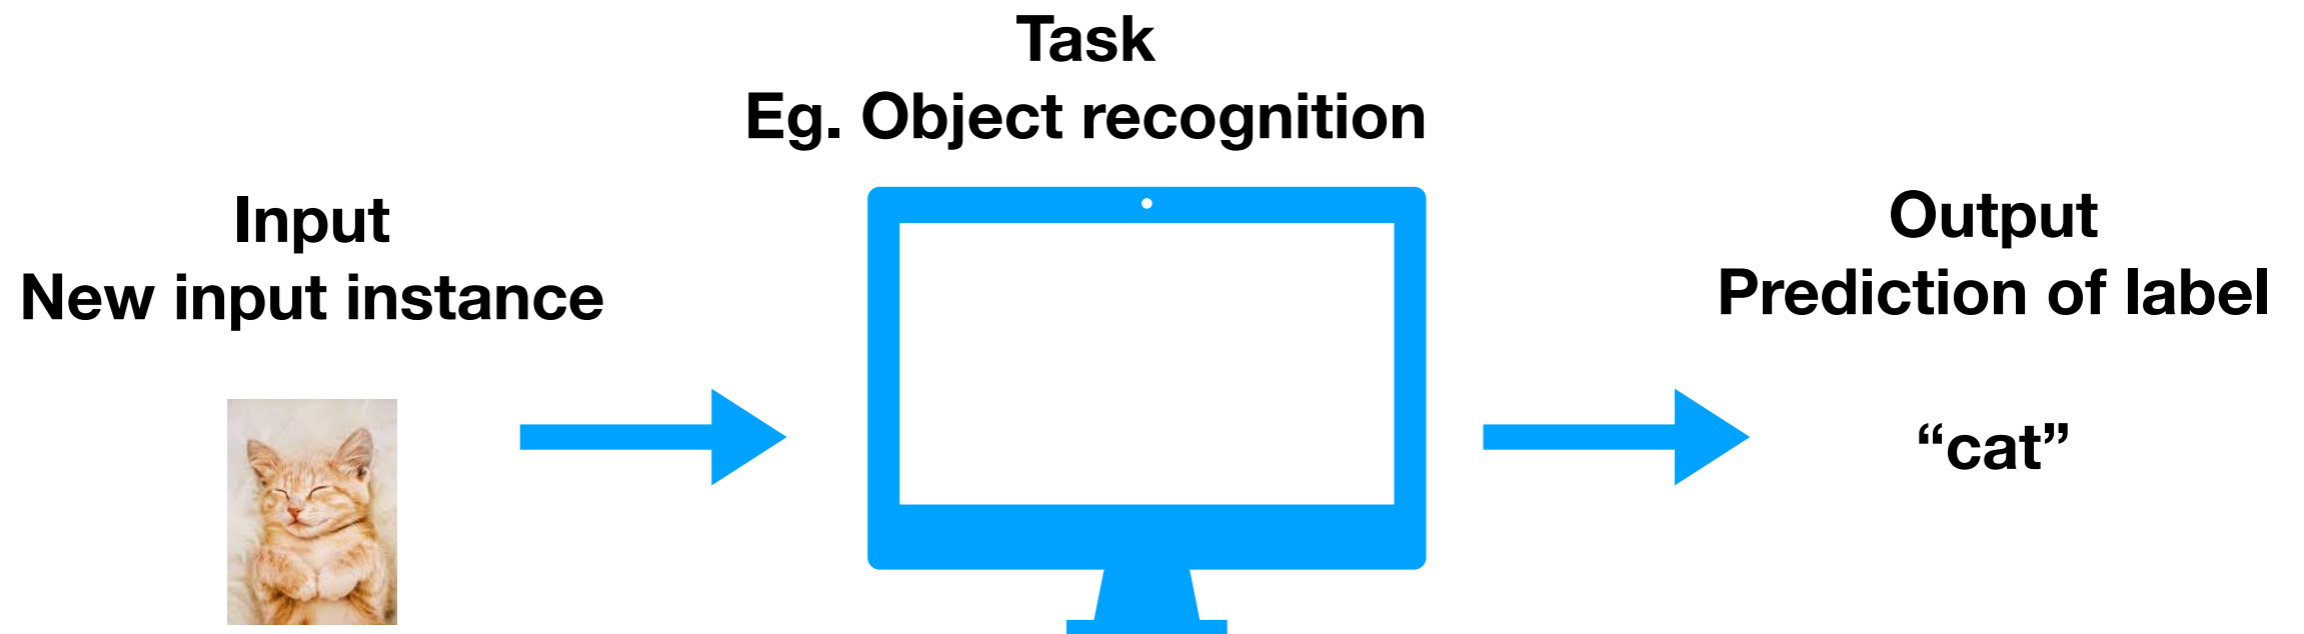 Task
Eg. Object recognition
Input
New input instance
Output
Prediction of label
“cat”